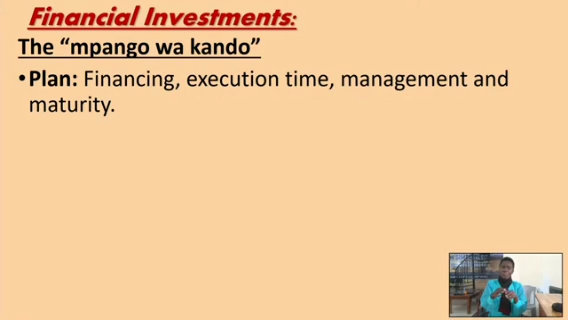 Financial Investments:
The “mpango wa kando”
•Plan: Financing, execution time, management and
maturity.